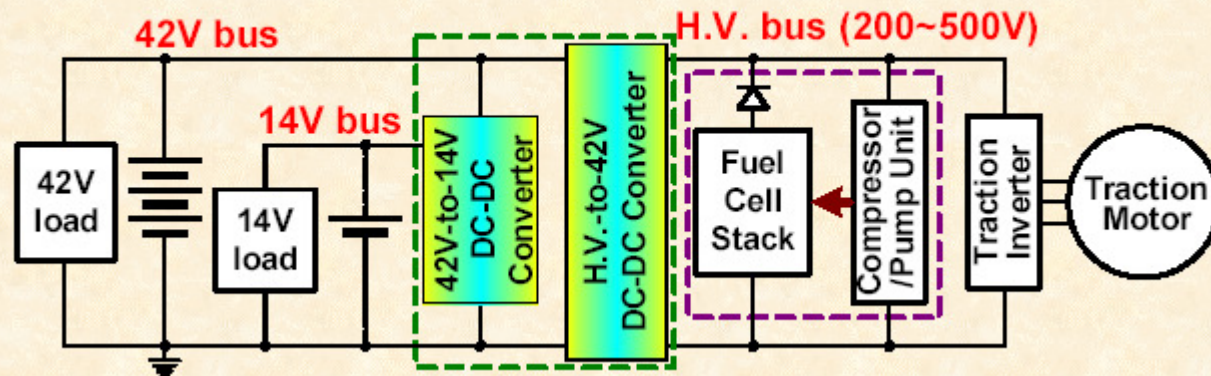 42V bus
H.V. bus (200~500V)
14V bus
42V
load
14V
load
42V-to-14V
DC-DC
Converter
H.V.-to-42V
DC-DC Converter
Fuel
Cell
Stack
Compressor
/Pump Unit
Traction
Inverter
Traction
Motor